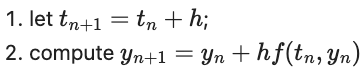 1. let $t_{n+1} = t_n + h$;
2. compute $y_{n+1} = y_n + hf(t_n, y_n)$